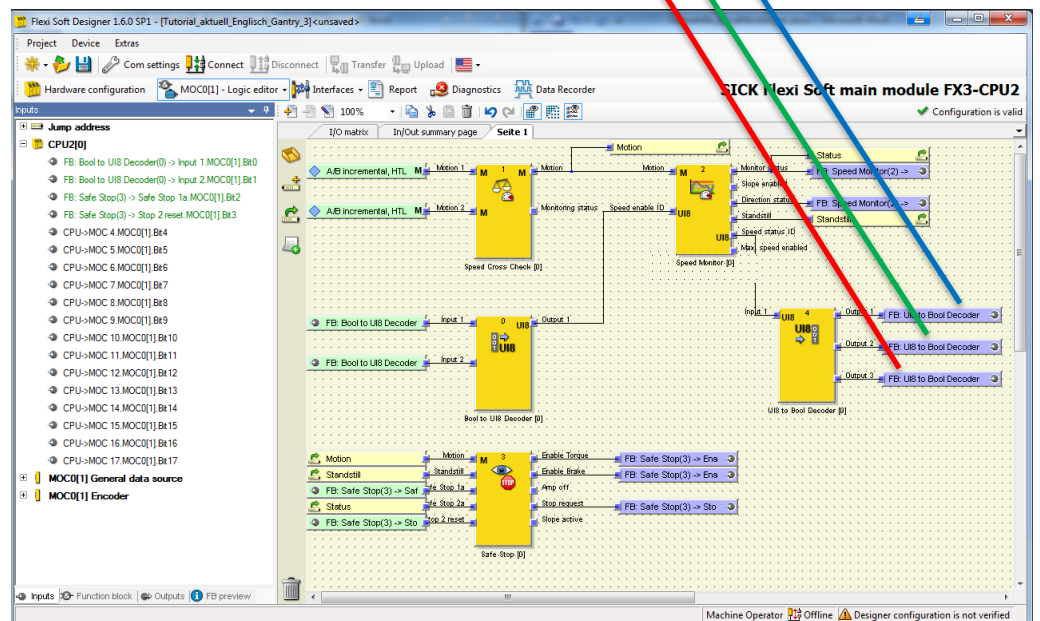 Flexi Soft Designer 1.6.0 SP1 - [Tutorial_aktuell_Englisch_Gantry_3]<unsaved>
Project Device Extras
Com settings Connect Disconnect Transfer Upload
Hardware configuration MOC0[1] - Logic editor Interfaces Report Diagnostics Data Recorder
SICK Flexi Soft main module FX3-CPU2
Inputs
100%
Configuration is valid
Jump address
CPU2[0]
FB: Bool to UI8 Decoder(0) -> Input 1.MOC0[1].Bit0
FB: Bool to UI8 Decoder(0) -> Input 2.MOC0[1].Bit1
FB: Safe Stop(3) -> Safe Stop 1a.MOC0[1].Bit2
FB: Safe Stop(3) -> Stop 2 reset.MOC0[1].Bit3
CPU->MOC 4.MOC0[1].Bit4
CPU->MOC 5.MOC0[1].Bit5
CPU->MOC 6.MOC0[1].Bit6
CPU->MOC 7.MOC0[1].Bit7
CPU->MOC 8.MOC0[1].Bit8
CPU->MOC 9.MOC0[1].Bit9
CPU->MOC 10.MOC0[1].Bit10
CPU->MOC 11.MOC0[1].Bit11
CPU->MOC 12.MOC0[1].Bit12
CPU->MOC 13.MOC0[1].Bit13
CPU->MOC 14.MOC0[1].Bit14
CPU->MOC 15.MOC0[1].Bit15
CPU->MOC 16.MOC0[1].Bit16
CPU->MOC 17.MOC0[1].Bit17
MOC0[1] General data source
MOC0[1] Encoder
Inputs Function block Outputs FB preview
I/O matrix In/Out summary page Seite 1
A/B incremental, HTL M Motion 1 M 1 M Motion
A/B incremental, HTL M Motion 2 M Monitoring status
Speed Cross Check [0]
Motion
Motion M 2 Monitor status
Speed enable ID UI8 Slope enabled
Direction status
Standstill
UI8 Speed status ID
Max. speed enabled
Speed Monitor [0]
Status
FB: Speed Monitor(2) ->
FB: Speed Monitor(2) ->
Standstill
FB: Bool to UI8 Decoder Input 1 0 UI8 Output 1
FB: Bool to UI8 Decoder Input 2 UI8
Bool to UI8 Decoder [0]
Input 1 UI8 4 Output 1 FB: UI8 to Bool Decoder
UI8 Output 2 FB: UI8 to Bool Decoder
Output 3 FB: UI8 to Bool Decoder
UI8 to Bool Decoder [0]
Motion Motion M 3 Enable Torque FB: Safe Stop(3) -> Ena
Standstill Standstill Enable Brake FB: Safe Stop(3) -> Ena
FB: Safe Stop(3) -> Saf fe Stop 1a STOP Amp off
Status fe Stop 2a Stop request FB: Safe Stop(3) -> Sto
FB: Safe Stop(3) -> Sto top 2 reset Slope active
Safe Stop [0]
Machine Operator Offline Designer configuration is not verified